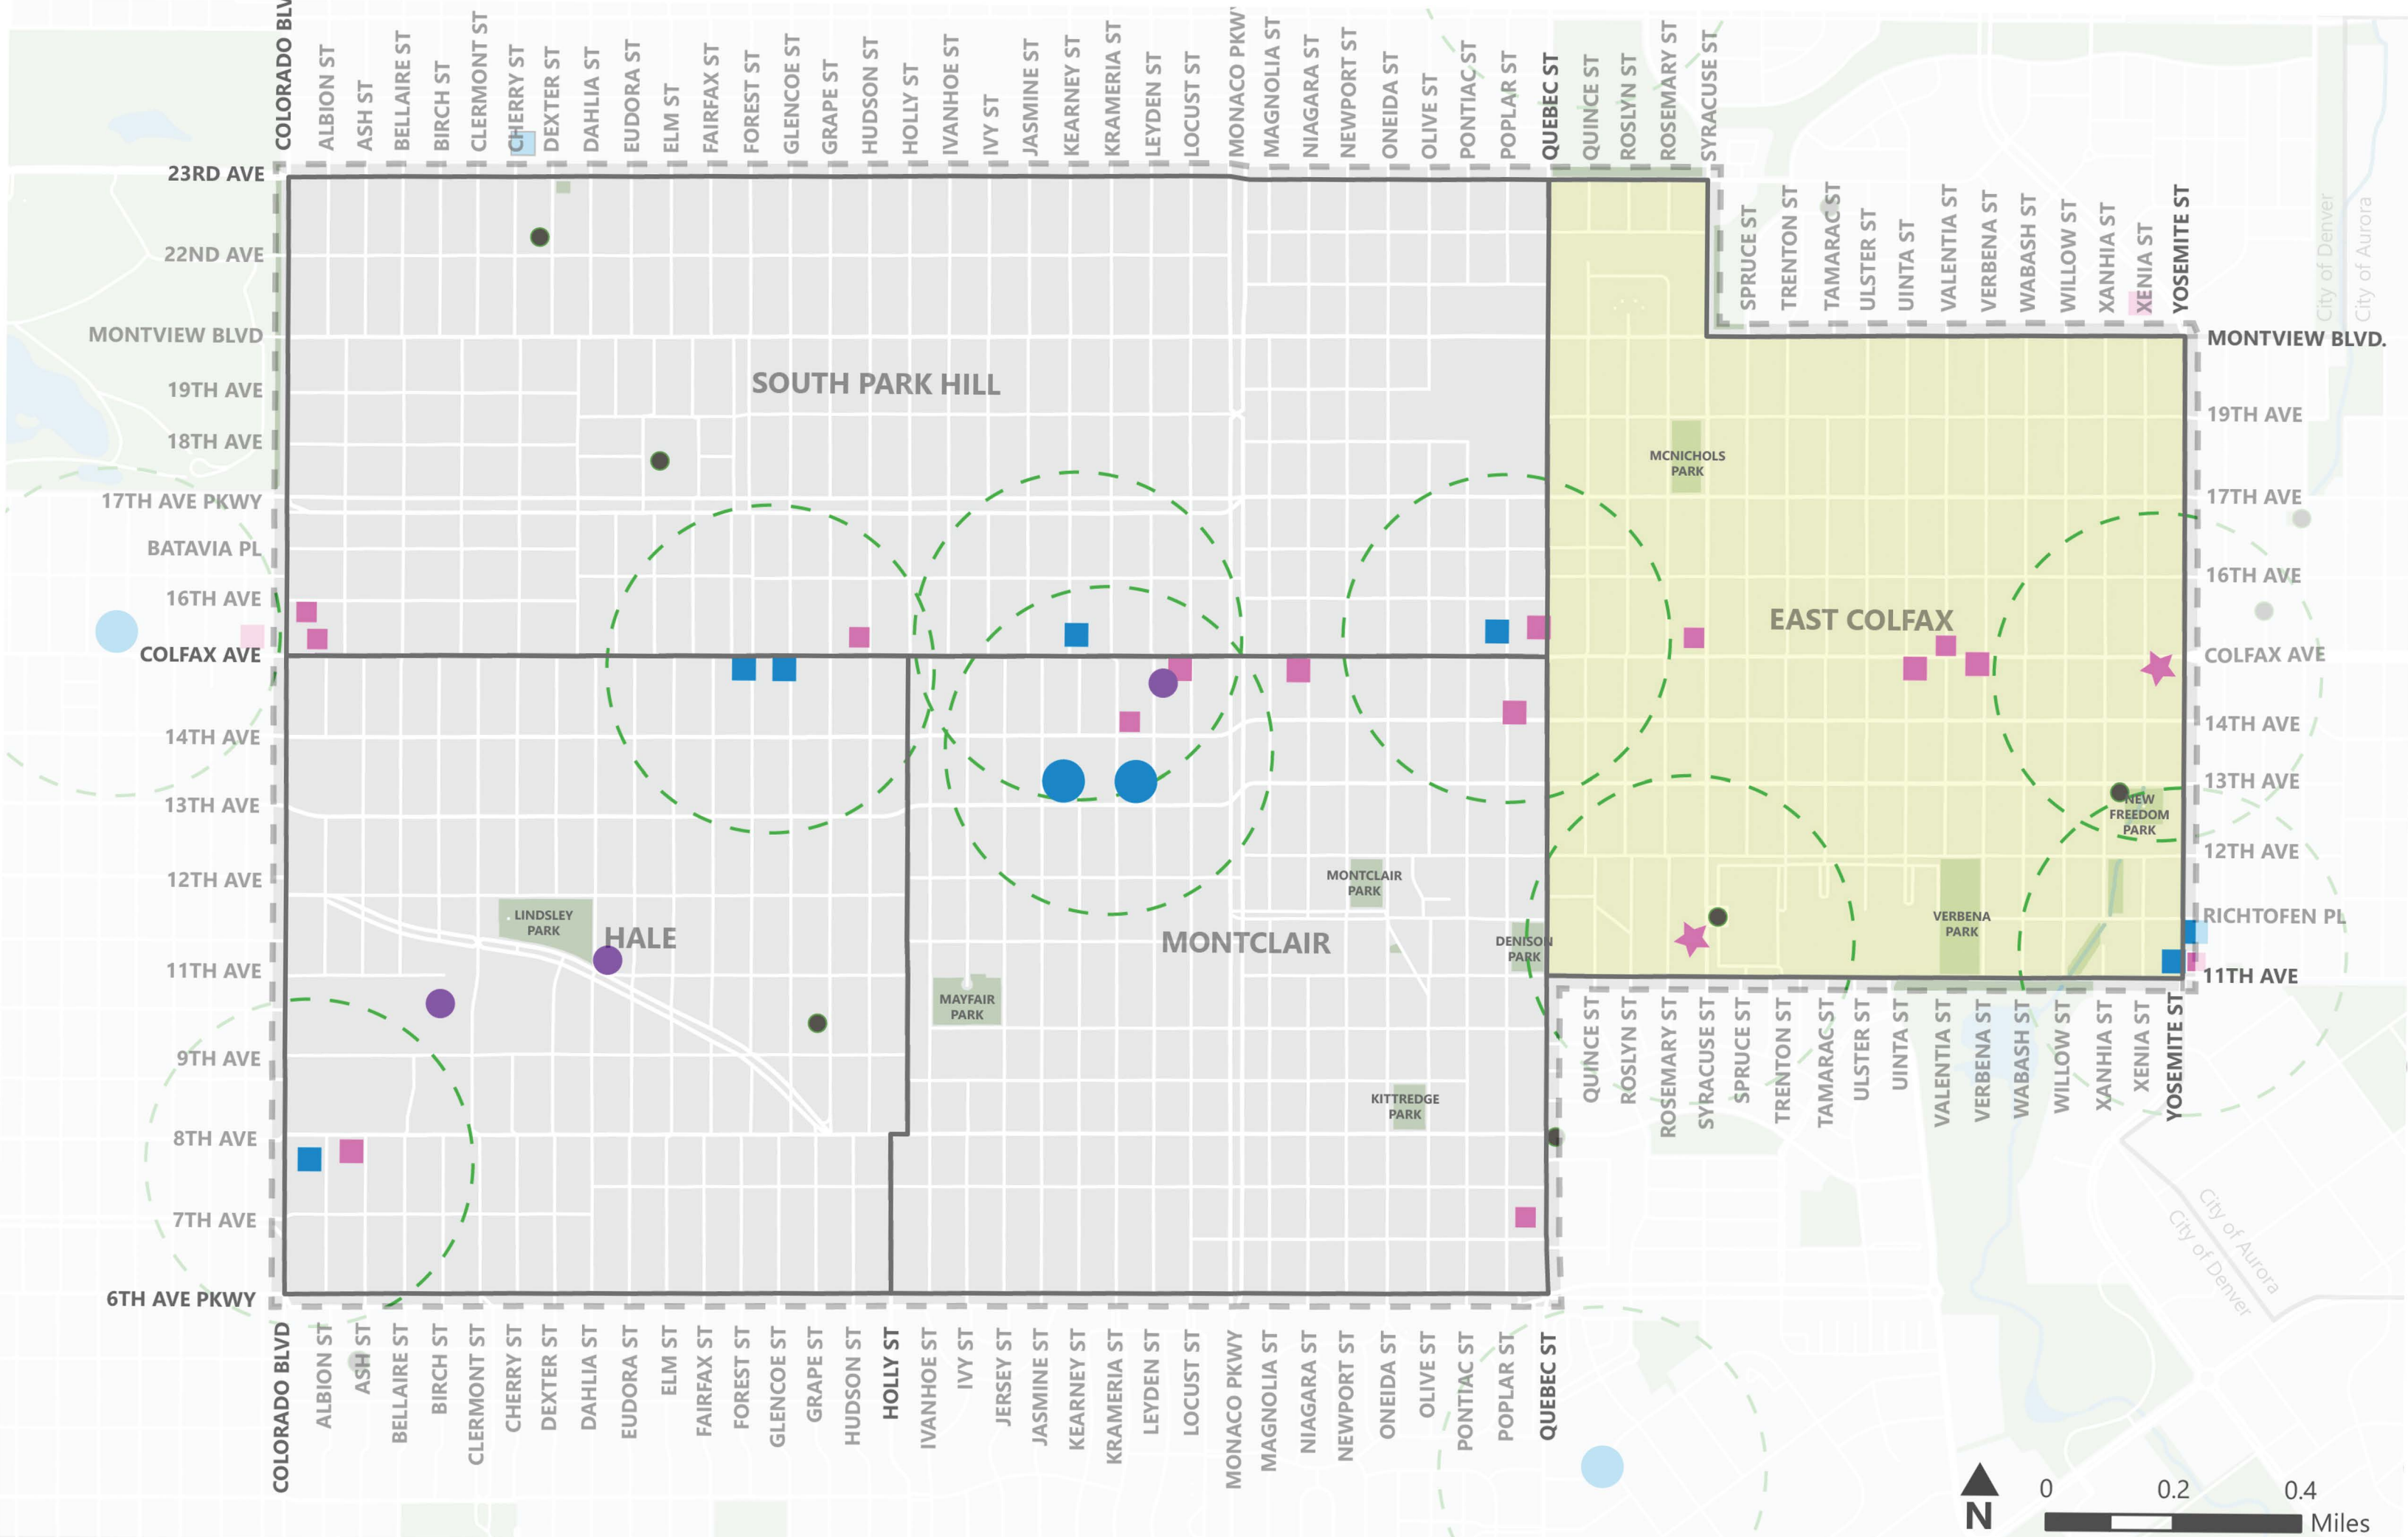 COLORADO BLV
ALBION ST
ASH ST
BELLAIRE ST
BIRCH ST
CLERMONT ST
CHERRY ST
DEXTER ST
DAHLIA ST
EUDORA ST
ELM ST
FAIRFAX ST
FOREST ST
GLENCOE ST
GRAPE ST
HUDSON ST
HOLLY ST
IVANHOE ST
IVY ST
JASMINE ST
KEARNEY ST
KRAMERIA ST
LEYDEN ST
LOCUST ST
MONACO PKWY
MAGNOLIA ST
NIAGARA ST
NEWPORT ST
ONEIDA ST
OLIVE ST
PONTIAC ST
POPLAR ST
QUEBEC ST
QUINCE ST
ROSLYN ST
ROSEMARY ST
SYRACUSE ST
SPRUCE ST
TRENTON ST
TAMARAC ST
ULSTER ST
UINTA ST
VALENTIA ST
VERBENA ST
WABASH ST
WILLOW ST
XANHIA ST
XENIA ST
YOSEMITE ST
City of Denver
City of Aurora
23RD AVE
22ND AVE
MONTVIEW BLVD
19TH AVE
18TH AVE
17TH AVE PKWY
BATAVIA PL
16TH AVE
COLFAX AVE
14TH AVE
13TH AVE
12TH AVE
11TH AVE
9TH AVE
8TH AVE
7TH AVE
6TH AVE PKWY
SOUTH PARK HILL
MCNICHOLS
PARK
EAST COLFAX
NEW
FREEDOM
PARK
MONTCLAIR
PARK
LINDSLEY
PARK
HALE
MONTCLAIR
DENISON
PARK
VERBENA
PARK
MAYFAIR
PARK
KITTREDGE
PARK
MONTVIEW BLVD.
19TH AVE
17TH AVE
16TH AVE
COLFAX AVE
14TH AVE
13TH AVE
12TH AVE
RICHTOFEN PL
11TH AVE
QUINCE ST
ROSLYN ST
ROSEMARY ST
SYRACUSE ST
SPRUCE ST
TRENTON ST
TAMARAC ST
ULSTER ST
UINTA ST
VALENTIA ST
VERBENA ST
WABASH ST
WILLOW ST
XANHIA ST
XENIA ST
YOSEMITE ST
City of Aurora
City of Denver
COLORADO BLVD
ALBION ST
ASH ST
BELLAIRE ST
BIRCH ST
CLERMONT ST
CHERRY ST
DEXTER ST
DAHLIA ST
EUDORA ST
ELM ST
FAIRFAX ST
FOREST ST
GLENCOE ST
GRAPE ST
HUDSON ST
HOLLY ST
IVANHOE ST
IVY ST
JERSEY ST
JASMINE ST
KEARNEY ST
KRAMERIA ST
LEYDEN ST
LOCUST ST
MONACO PKWY
MAGNOLIA ST
NIAGARA ST
NEWPORT ST
ONEIDA ST
OLIVE ST
PONTIAC ST
POPLAR ST
QUEBEC ST
N
0 0.2 0.4
Miles